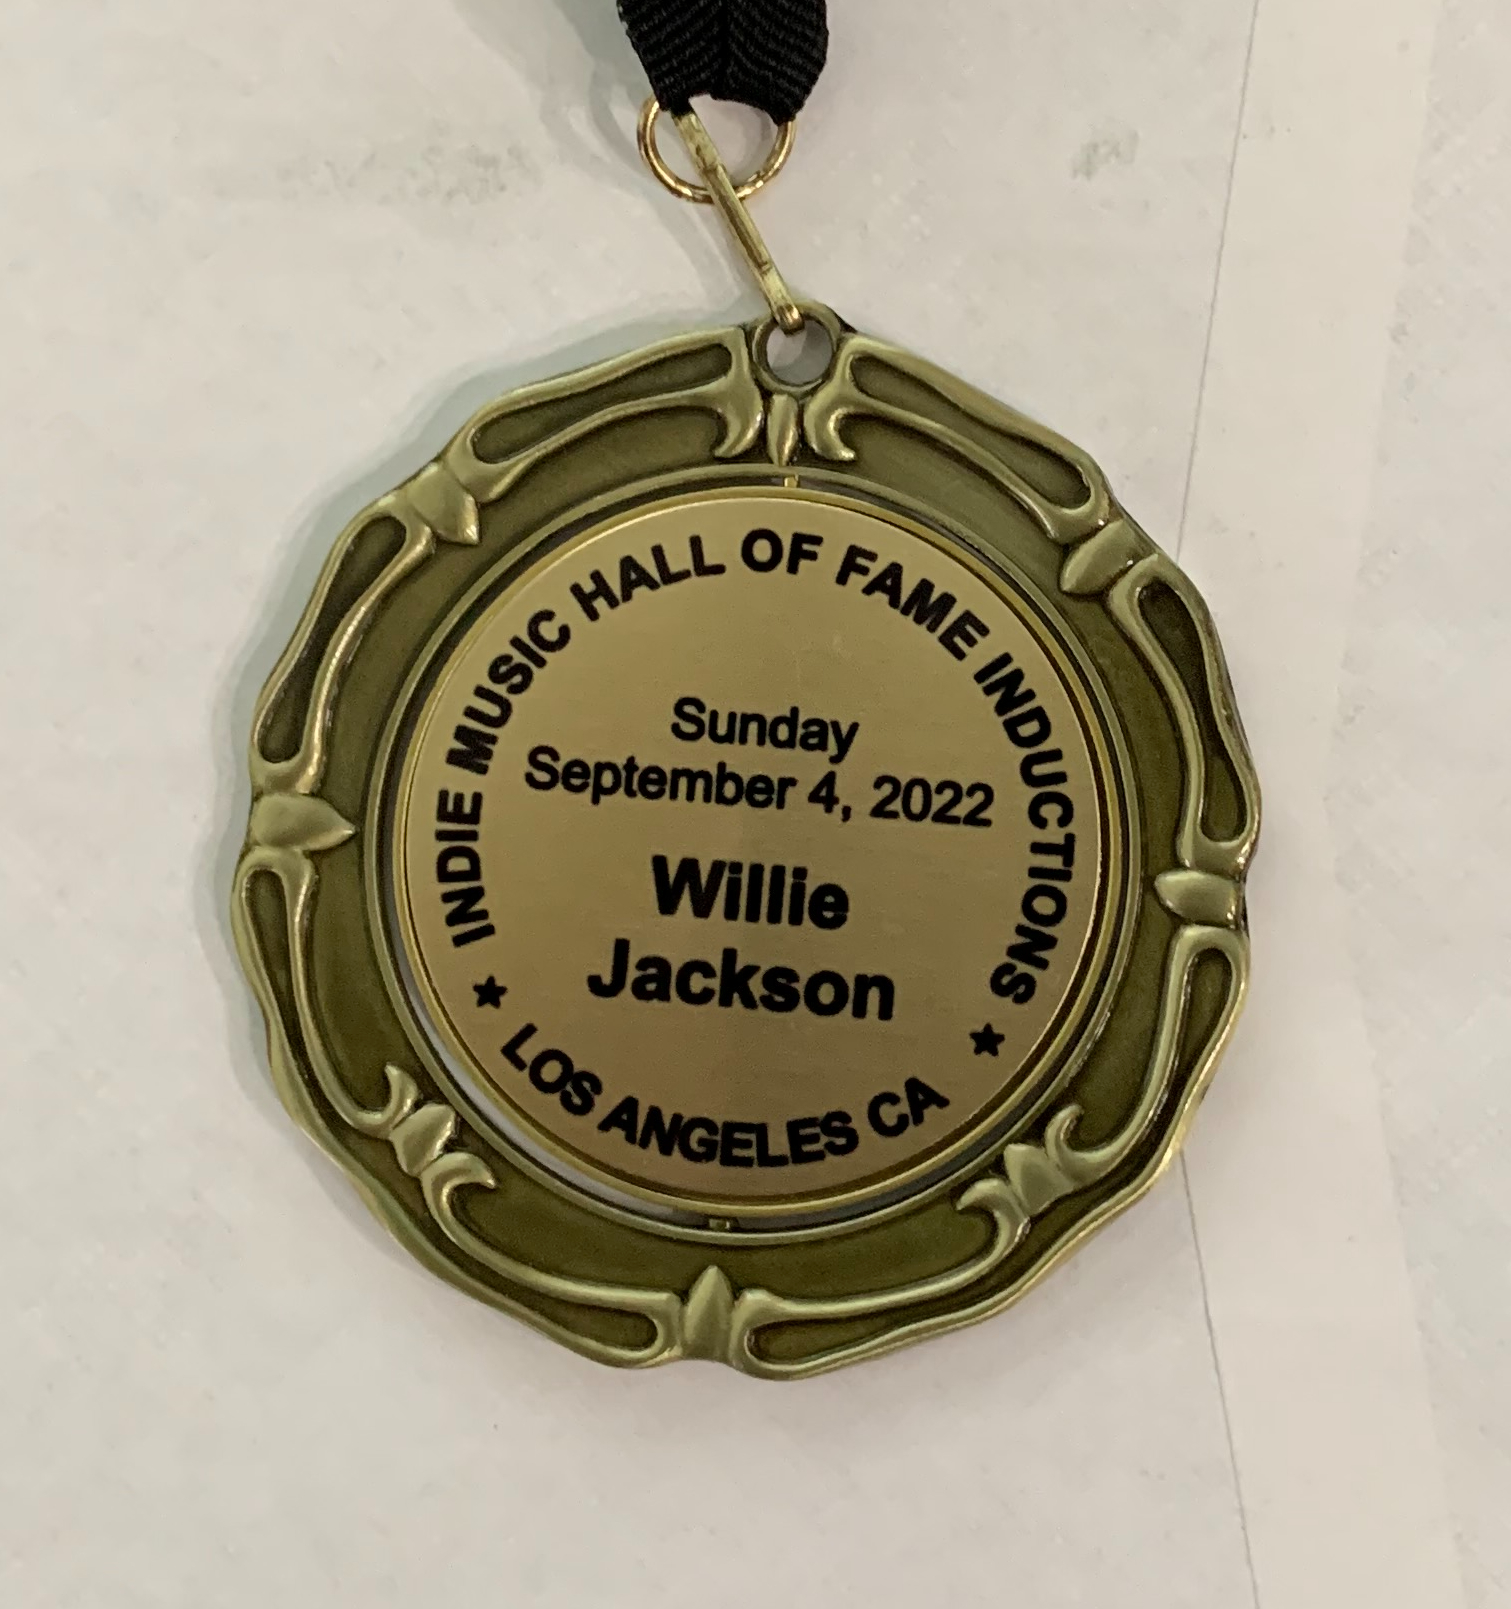 INDIE MUSIC HALL OF FAME INDUCTIONS
Sunday
September 4, 2022
Willie
Jackson
★ LOS ANGELES CA ★